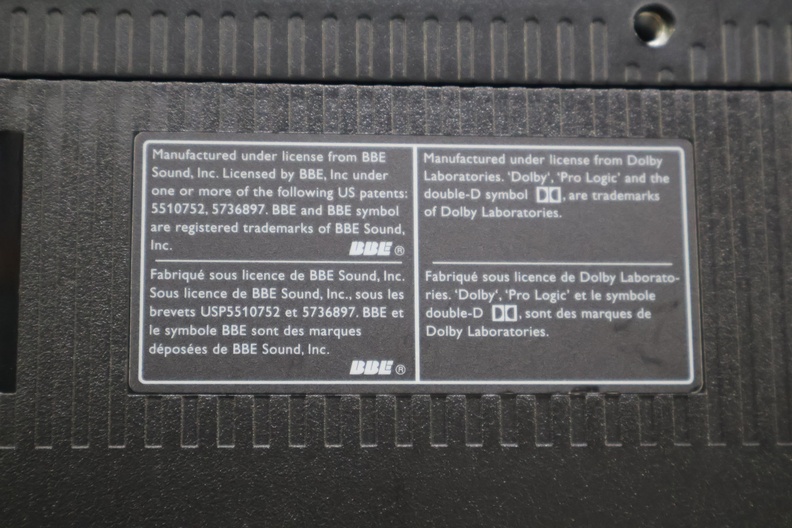 Manufactured under license from BBE
Sound, Inc. Licensed by BBE, Inc under
one or more of the following US patents:
5510752, 5736897. BBE and BBE symbol
are registered trademarks of BBE Sound,
Inc.
BBE ®
Fabriqué sous licence de BBE Sound, Inc.
Sous licence de BBE Sound, Inc., sous les
brevets USP5510752 et 5736897. BBE et
le symbole BBE sont des marques
déposées de BBE Sound, Inc.
BBE ®
Manufactured under license from Dolby
Laboratories. 'Dolby', 'Pro Logic' and the
double-D symbol , are trademarks
of Dolby Laboratories.
Fabriqué sous licence de Dolby Laborato-
ries. 'Dolby', 'Pro Logic' et le symbole
double-D , sont des marques de
Dolby Laboratories.